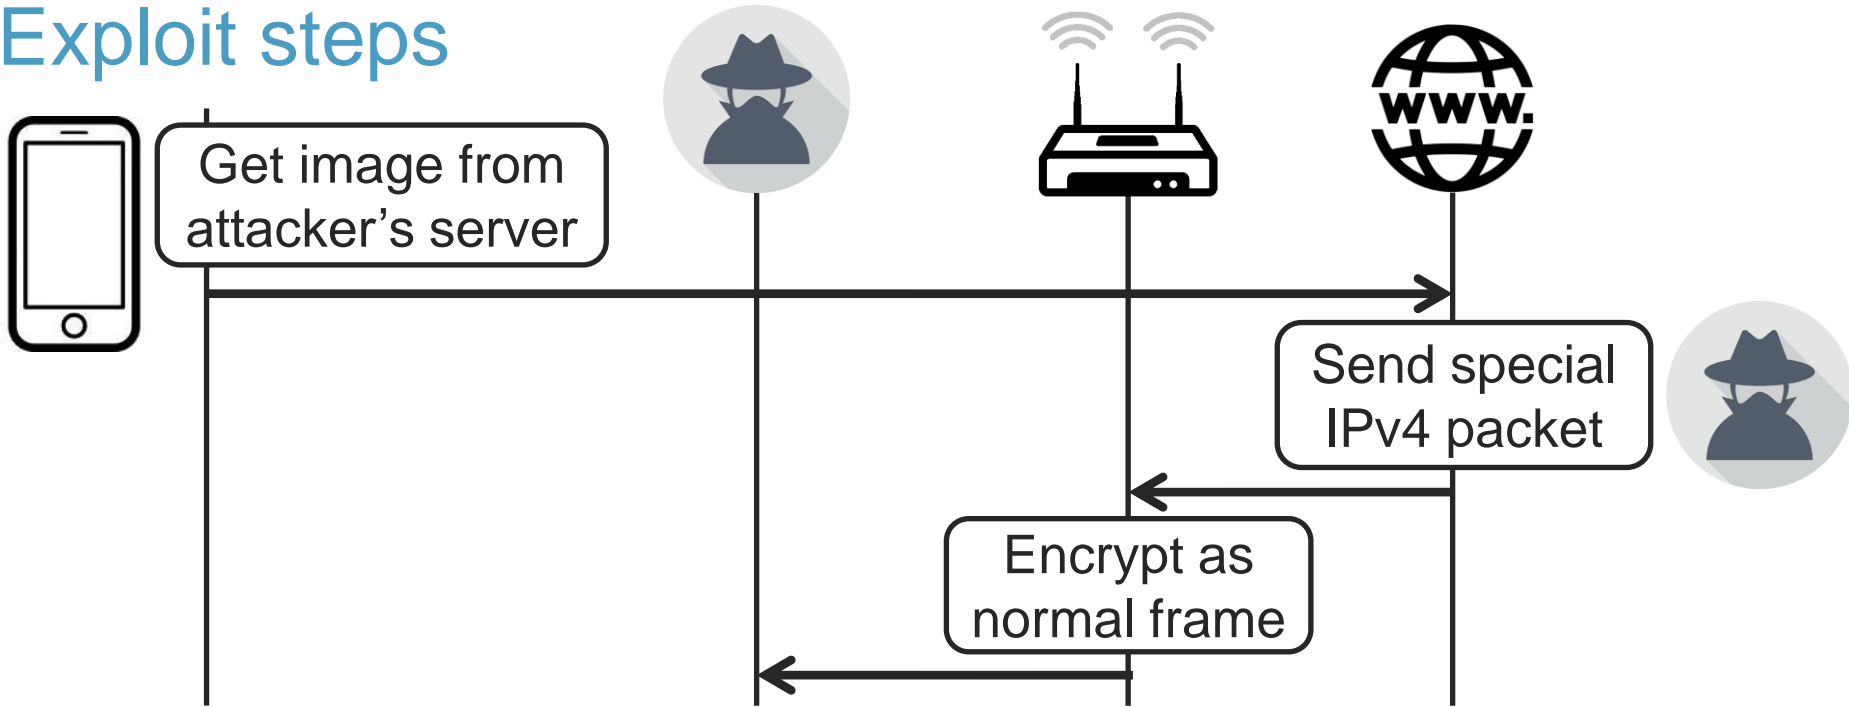 Exploit steps
www.
Get image from
attacker’s server
Send special
IPv4 packet
Encrypt as
normal frame